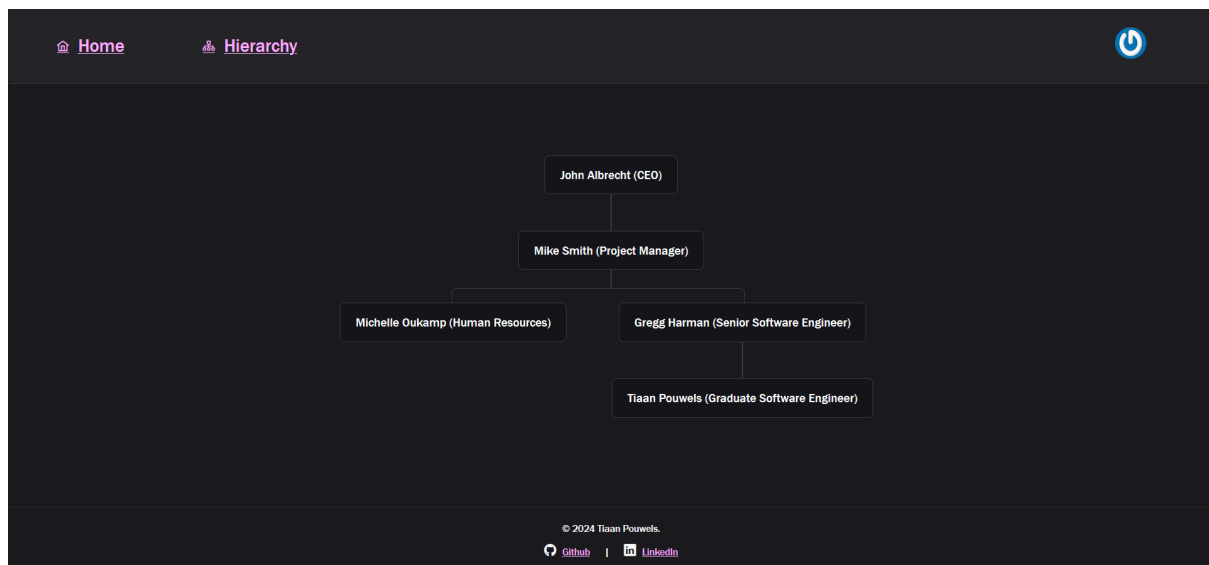 Home Hierarchy
John Albrecht (CEO)
Mike Smith (Project Manager)
Michelle Oukamp (Human Resources) Gregg Harman (Senior Software Engineer)
Tiaan Pouwels (Graduate Software Engineer)
© 2024 Tiaan Pouwels.
Github | LinkedIn